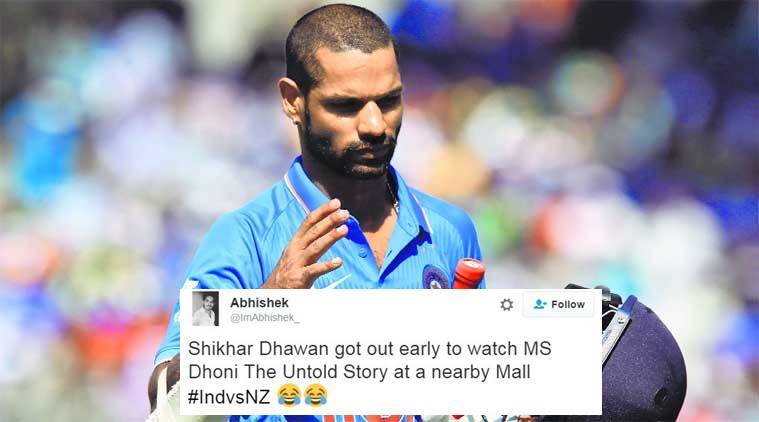 Abhishek
Follow
@ImAbhishek_
Shikhar Dhawan got out early to watch MS
Dhoni The Untold Story at a nearby Mall
#IndvsNZ 😂😂